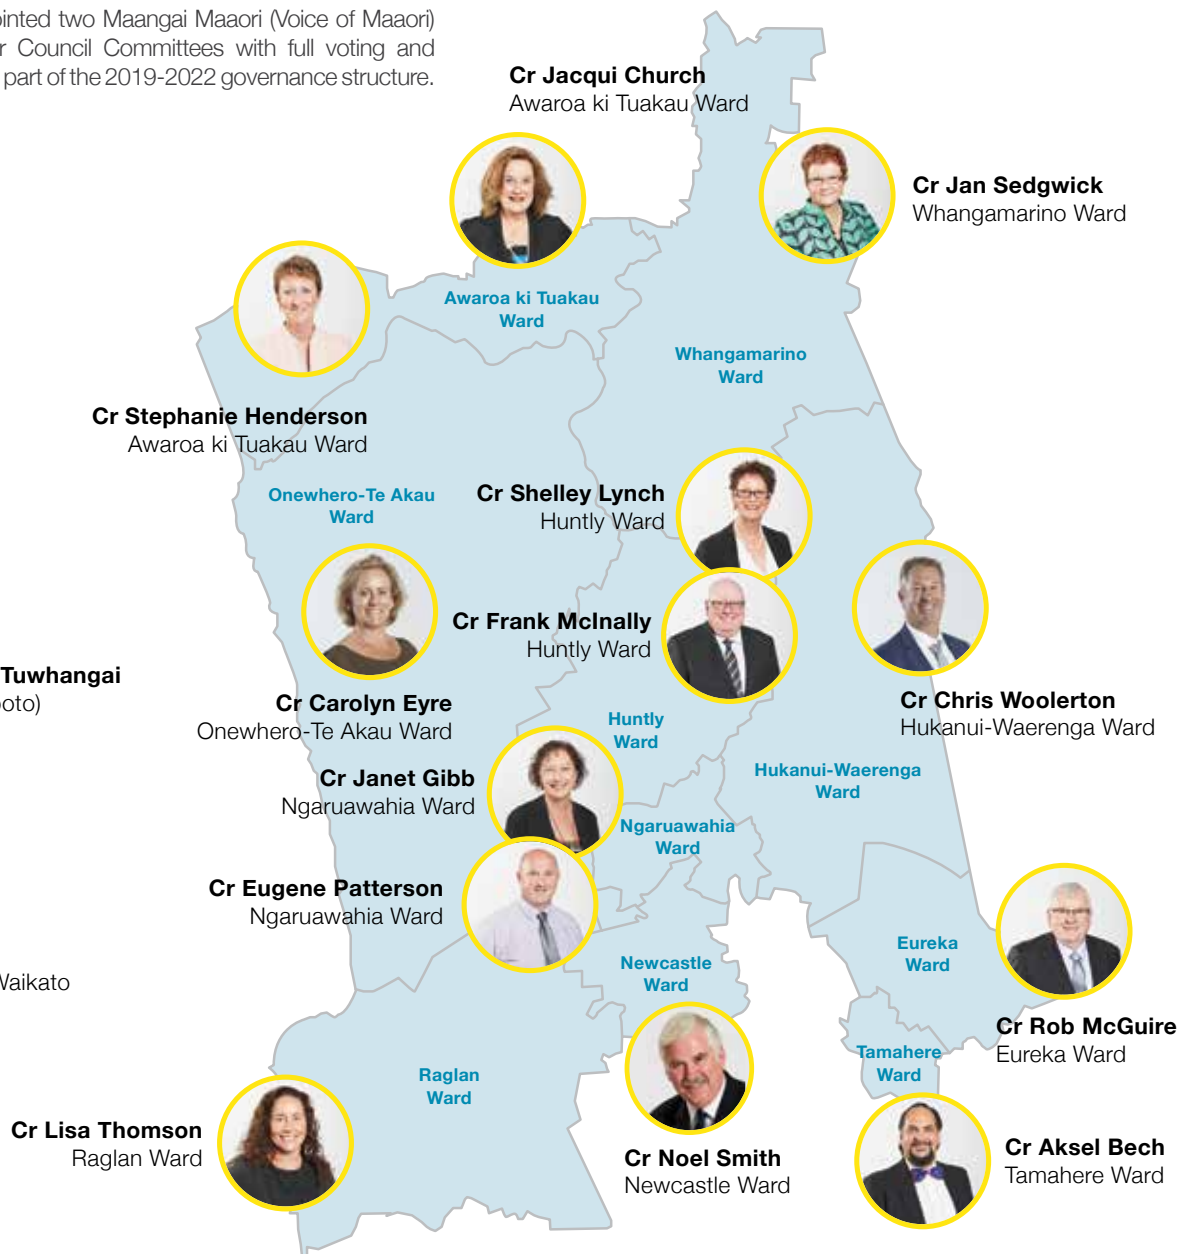 inted two Maangai Maaori (Voice of Maaori)
r Council Committees with full voting and
part of the 2019-2022 governance structure.
Cr Jacqui Church
Awaroa ki Tuakau Ward
Cr Jan Sedgwick
Whangamarino Ward
Awaroa ki Tuakau
Ward
Whangamarino
Ward
Cr Stephanie Henderson
Awaroa ki Tuakau Ward
Onewhero-Te Akau
Ward
Cr Shelley Lynch
Huntly Ward
Cr Frank McInally
Huntly Ward
Tuwhangai
oto)
Cr Carolyn Eyre
Onewhero-Te Akau Ward
Cr Chris Woolerton
Hukanui-Waerenga Ward
Huntly
Ward
Cr Janet Gibb
Ngaruawahia Ward
Hukanui-Waerenga
Ward
Ngaruawahia
Ward
Cr Eugene Patterson
Ngaruawahia Ward
Eureka
Ward
Newcastle
Ward
Waikato
Cr Rob McGuire
Eureka Ward
Tamahere
Ward
Raglan
Ward
Cr Lisa Thomson
Raglan Ward
Cr Noel Smith
Newcastle Ward
Cr Aksel Bech
Tamahere Ward